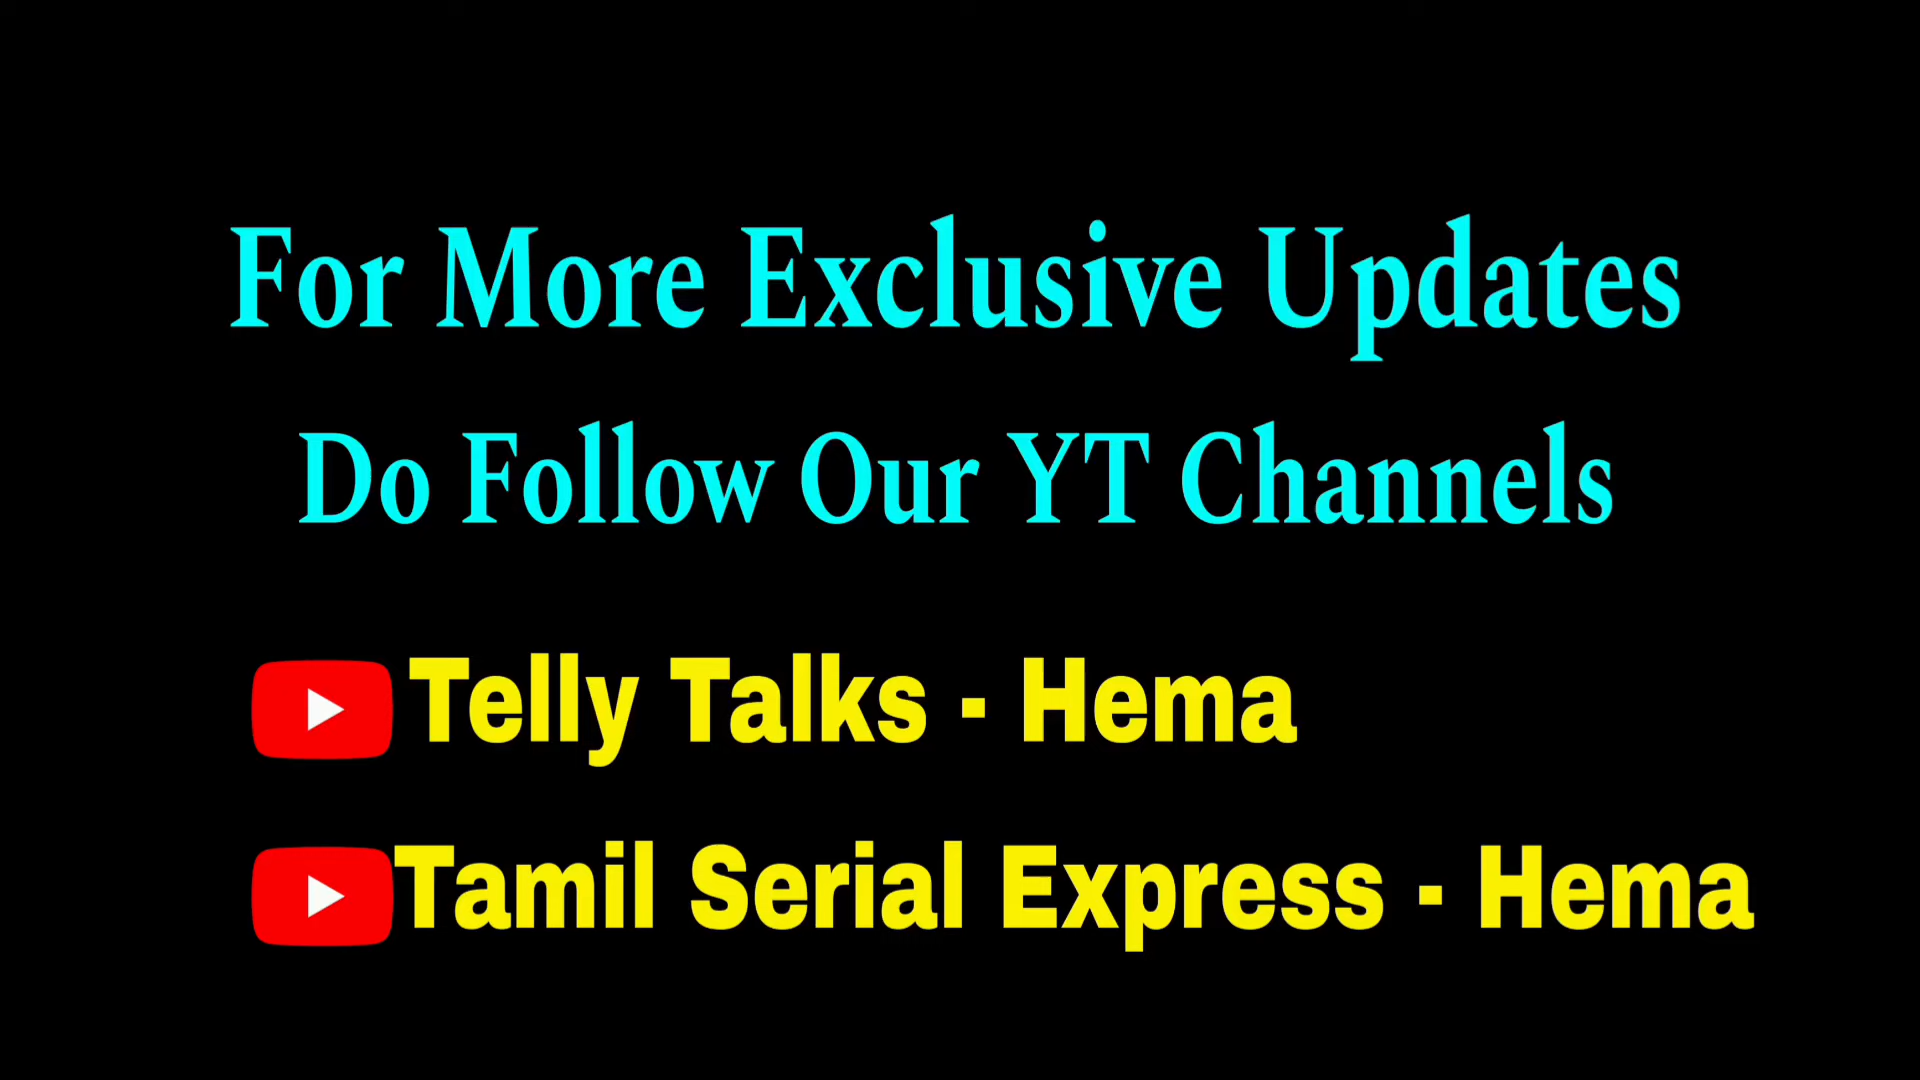 For More Exclusive Updates
Do Follow Our YT Channels
Telly Talks - Hema
Tamil Serial Express - Hema